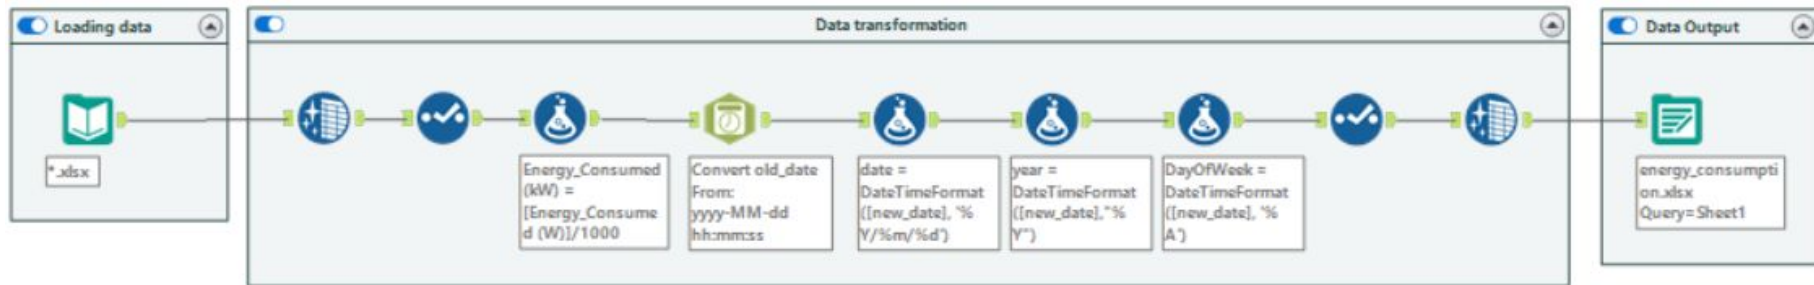 Loading data
Data transformation
Data Output
*.xlsx
Energy_Consumed
(kW) =
[Energy_Consume
d (W)]/1000
Convert old_date
From:
yyyy-MM-dd
hh:mm:ss
date =
DateTimeFormat
([new_date], '%
Y/%m/%d')
year =
DateTimeFormat
([new_date],"%
Y")
DayOfWeek =
DateTimeFormat
([new_date], '%
A')
energy_consumpti
on.xlsx
Query=Sheet1